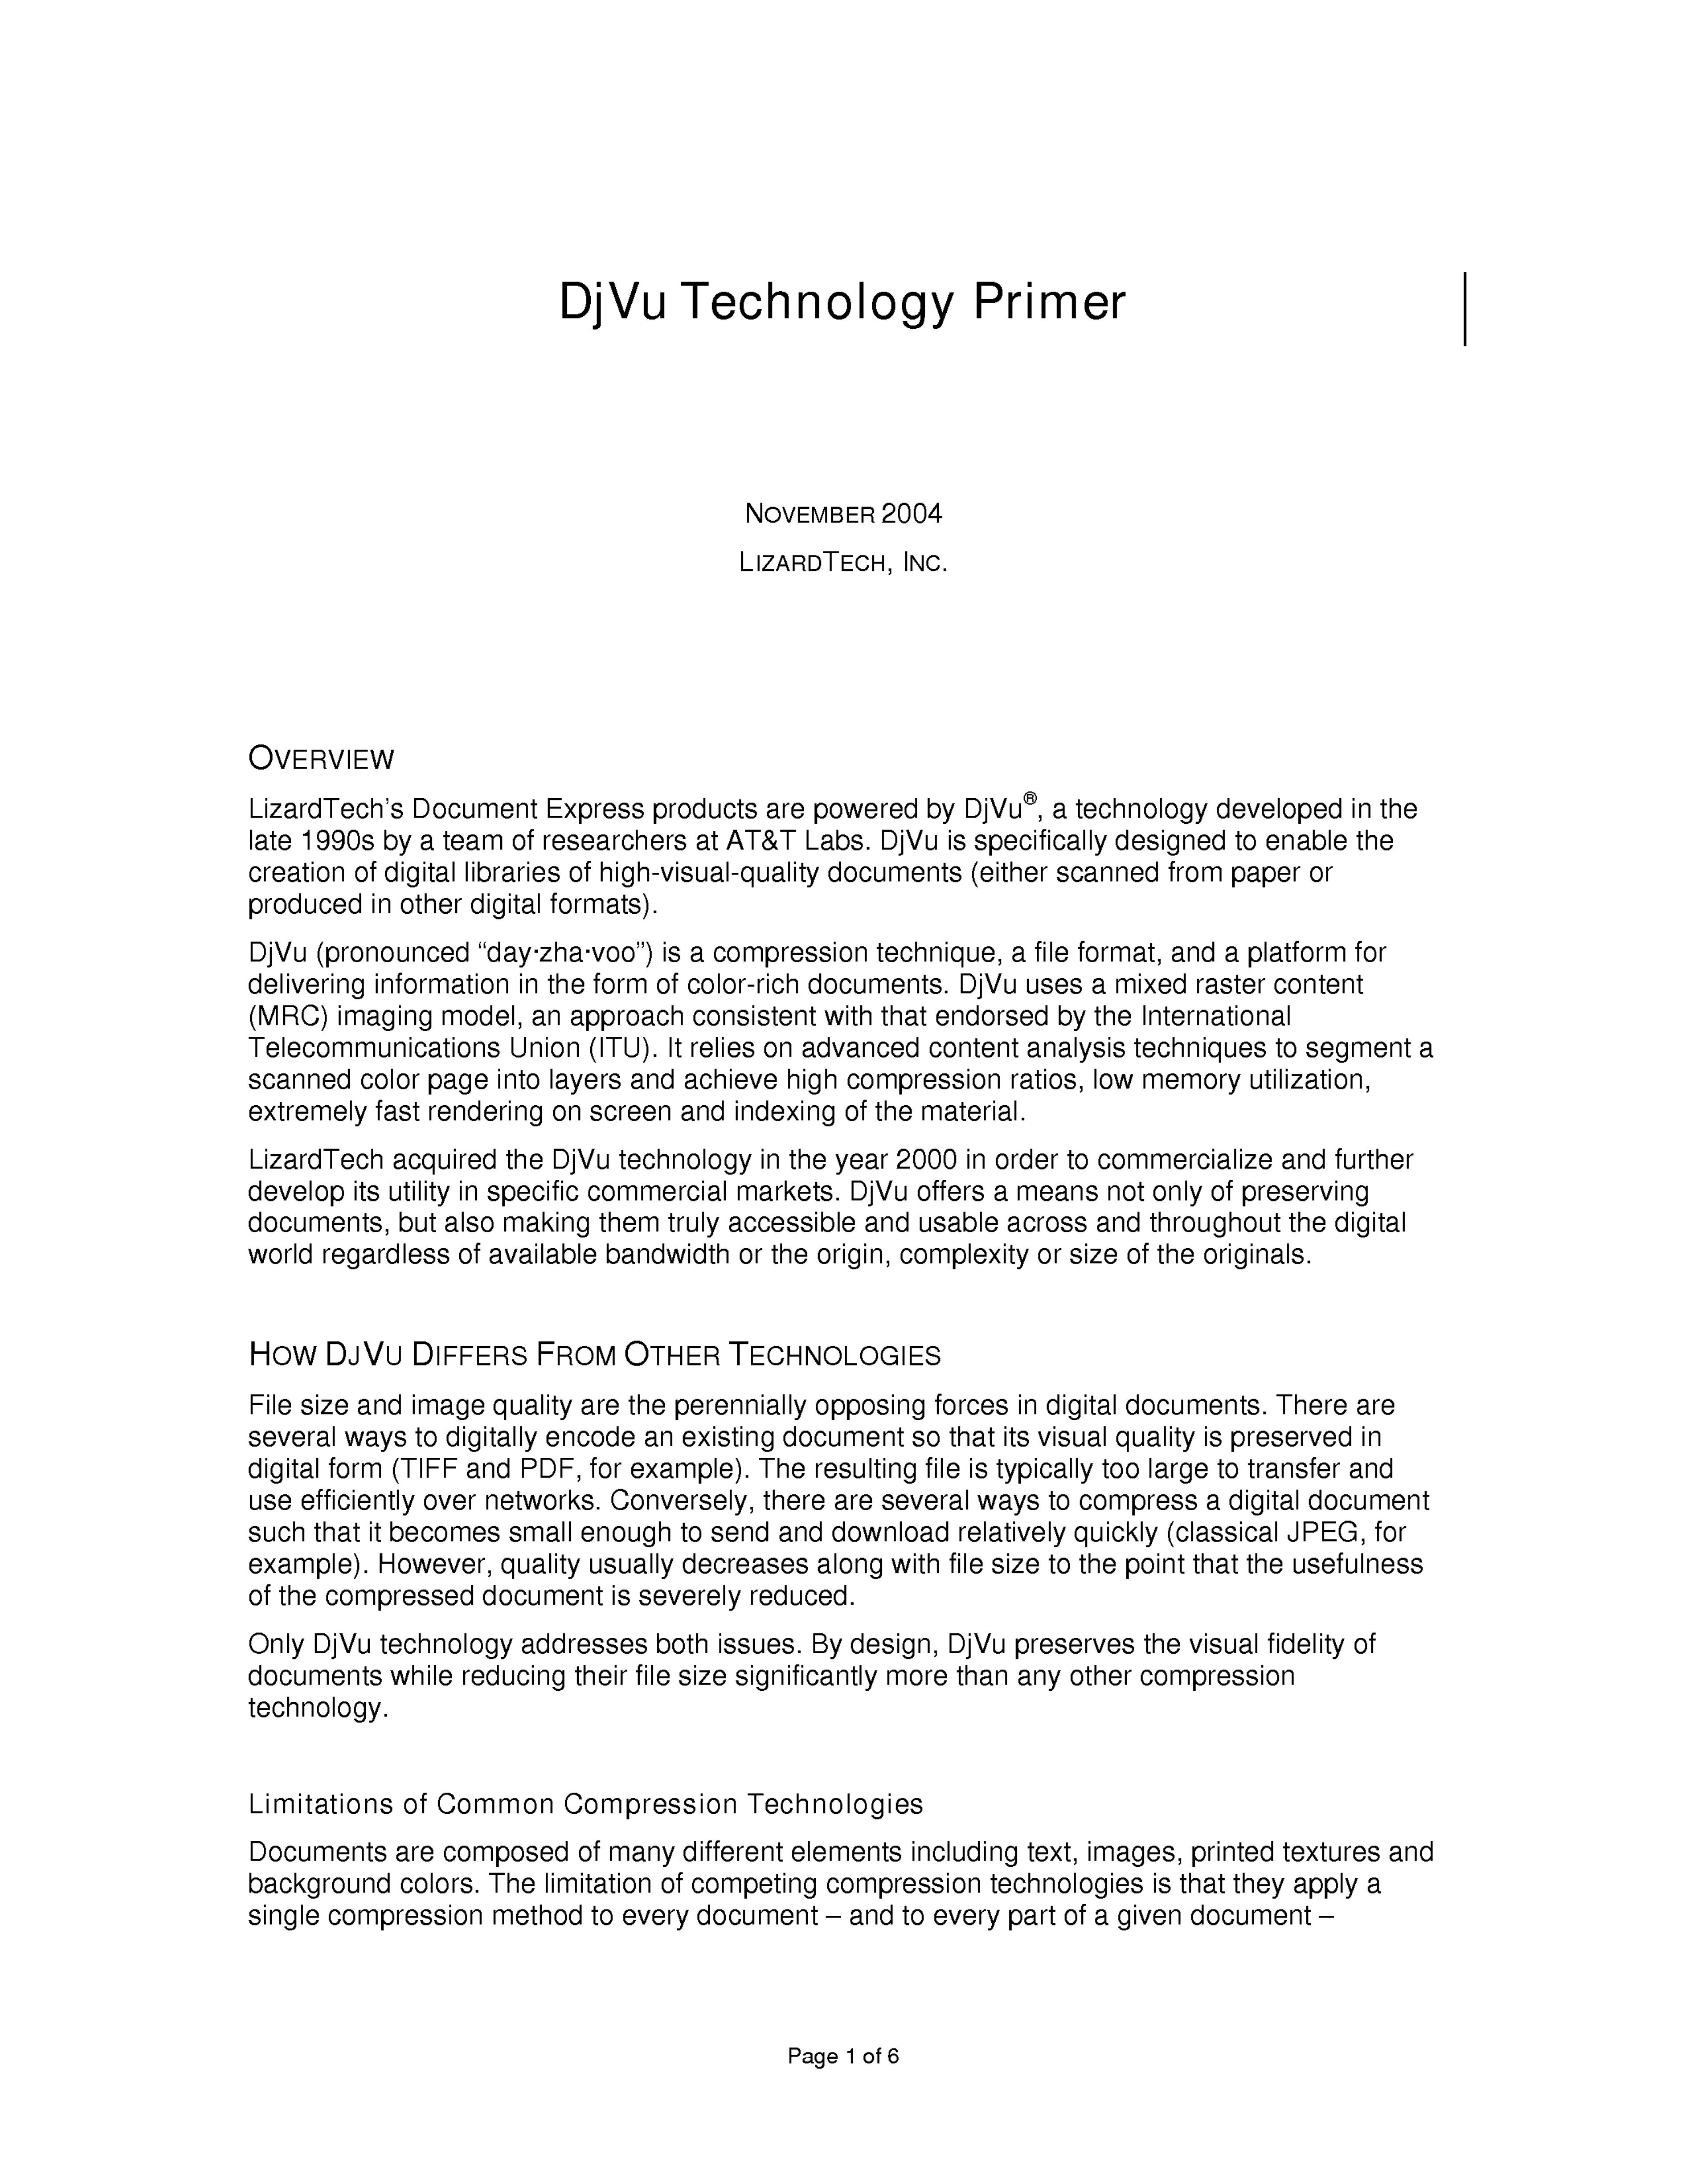 DjVu Technology Primer
NOVEMBER 2004
LIZARDTECH, INC.
OVERVIEW
LizardTech's Document Express products are powered by DjVu®, a technology developed in the
late 1990s by a team of researchers at AT&T Labs. DjVu is specifically designed to enable the
creation of digital libraries of high-visual-quality documents (either scanned from paper or
produced in other digital formats).
DjVu (pronounced “day·zha·voo”) is a compression technique, a file format, and a platform for
delivering information in the form of color-rich documents. DjVu uses a mixed raster content
(MRC) imaging model, an approach consistent with that endorsed by the International
Telecommunications Union (ITU). It relies on advanced content analysis techniques to segment a
scanned color page into layers and achieve high compression ratios, low memory utilization,
extremely fast rendering on screen and indexing of the material.
LizardTech acquired the DjVu technology in the year 2000 in order to commercialize and further
develop its utility in specific commercial markets. DjVu offers a means not only of preserving
documents, but also making them truly accessible and usable across and throughout the digital
world regardless of available bandwidth or the origin, complexity or size of the originals.
HOW DJVU DIFFERS FROM OTHER TECHNOLOGIES
File size and image quality are the perennially opposing forces in digital documents. There are
several ways to digitally encode an existing document so that its visual quality is preserved in
digital form (TIFF and PDF, for example). The resulting file is typically too large to transfer and
use efficiently over networks. Conversely, there are several ways to compress a digital document
such that it becomes small enough to send and download relatively quickly (classical JPEG, for
example). However, quality usually decreases along with file size to the point that the usefulness
of the compressed document is severely reduced.
Only DjVu technology addresses both issues. By design, DjVu preserves the visual fidelity of
documents while reducing their file size significantly more than any other compression
technology.
Limitations of Common Compression Technologies
Documents are composed of many different elements including text, images, printed textures and
background colors. The limitation of competing compression technologies is that they apply a
single compression method to every document – and to every part of a given document –
Page 1 of 6